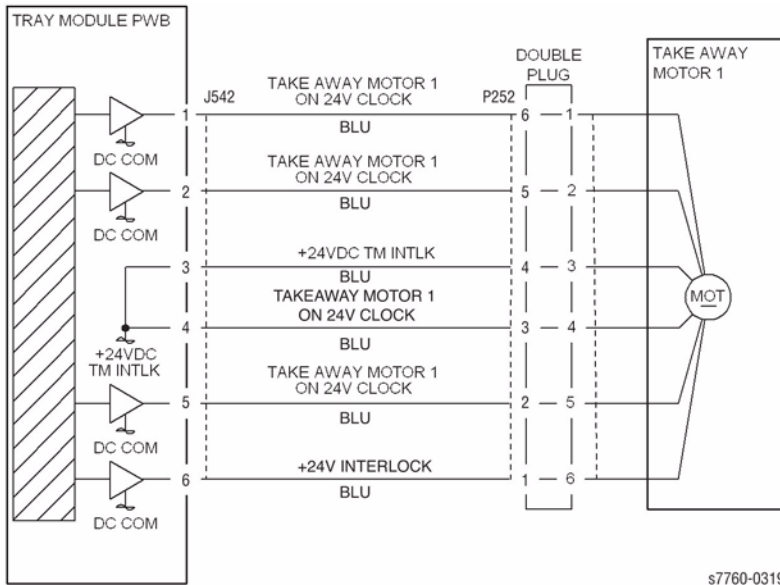 TRAY MODULE PWB
DOUBLE
PLUG
TAKE AWAY
MOTOR 1
J542
TAKE AWAY MOTOR 1
ON 24V CLOCK
P252
1
BLU
6
1
DC COM
TAKE AWAY MOTOR 1
ON 24V CLOCK
2
BLU
5
2
DC COM
+24VDC TM INTLK
3
BLU
4
3
MOT
TAKEAWAY MOTOR 1
ON 24V CLOCK
4
BLU
3
4
+24VDC
TM INTLK
TAKE AWAY MOTOR 1
ON 24V CLOCK
5
BLU
2
5
DC COM
+24V INTERLOCK
6
BLU
1
6
DC COM
s7760-0319